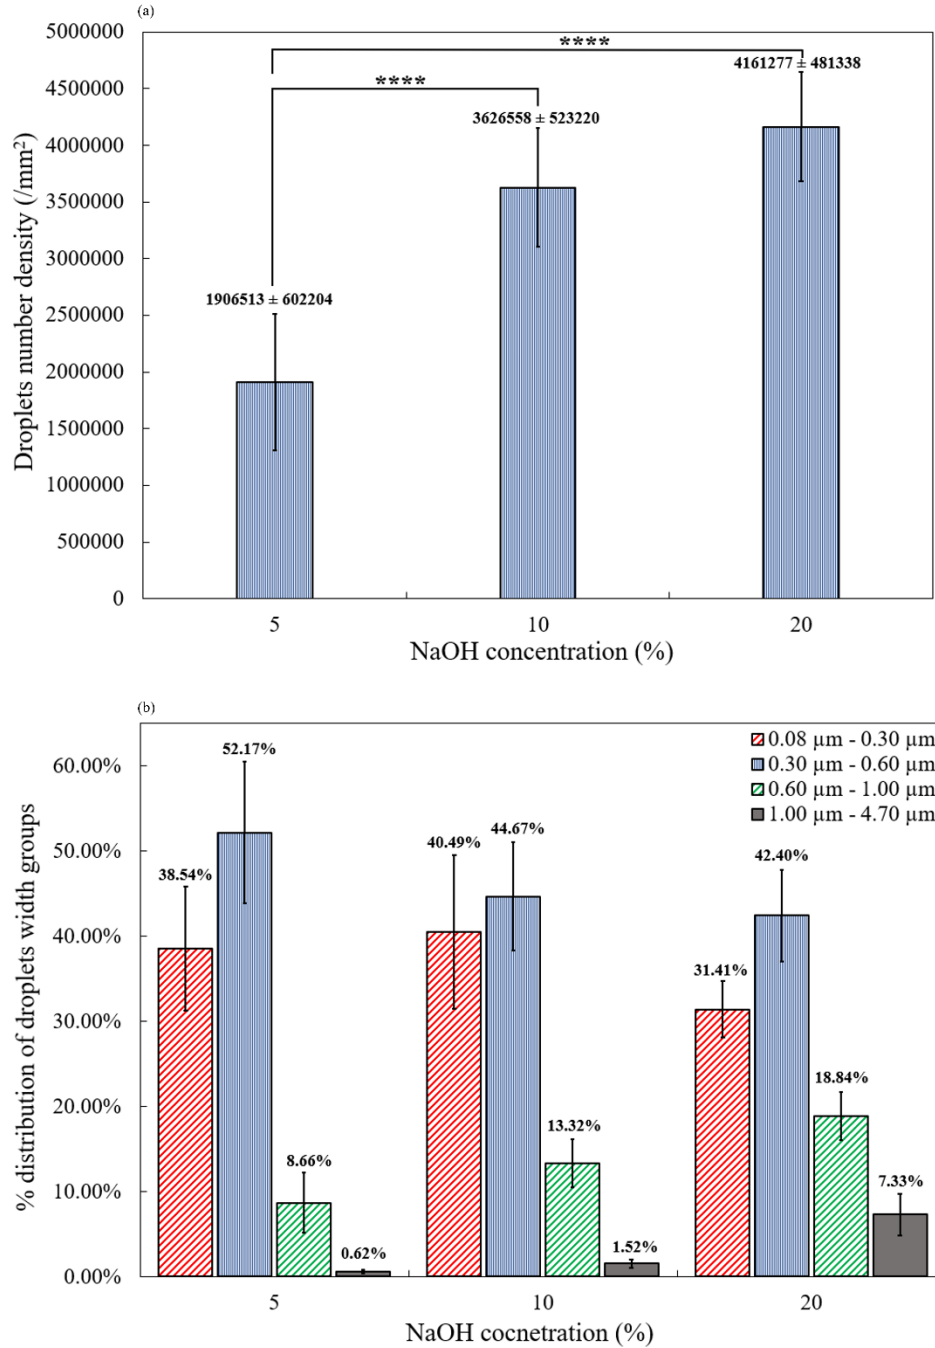 (a)
Droplets number density (/mm²)
5000000
4500000
4000000
3500000
3000000
2500000
2000000
1500000
1000000
500000
0
****
****
1906513 ± 602204
3626558 ± 523220
4161277 ± 481338
5
10
20
NaOH concentration (%)
(b)
% distribution of droplets width groups
60.00%
50.00%
40.00%
30.00%
20.00%
10.00%
0.00%
0.08 µm - 0.30 µm
0.30 µm - 0.60 µm
0.60 µm - 1.00 µm
1.00 µm - 4.70 µm
38.54%
52.17%
8.66%
0.62%
40.49%
44.67%
13.32%
1.52%
31.41%
42.40%
18.84%
7.33%
5
10
20
NaOH cocnetration (%)